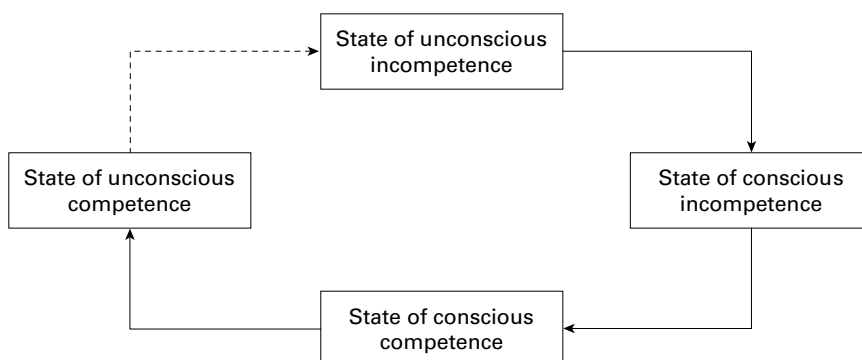 State of unconscious
incompetence
State of unconscious
competence
State of conscious
incompetence
State of conscious
competence